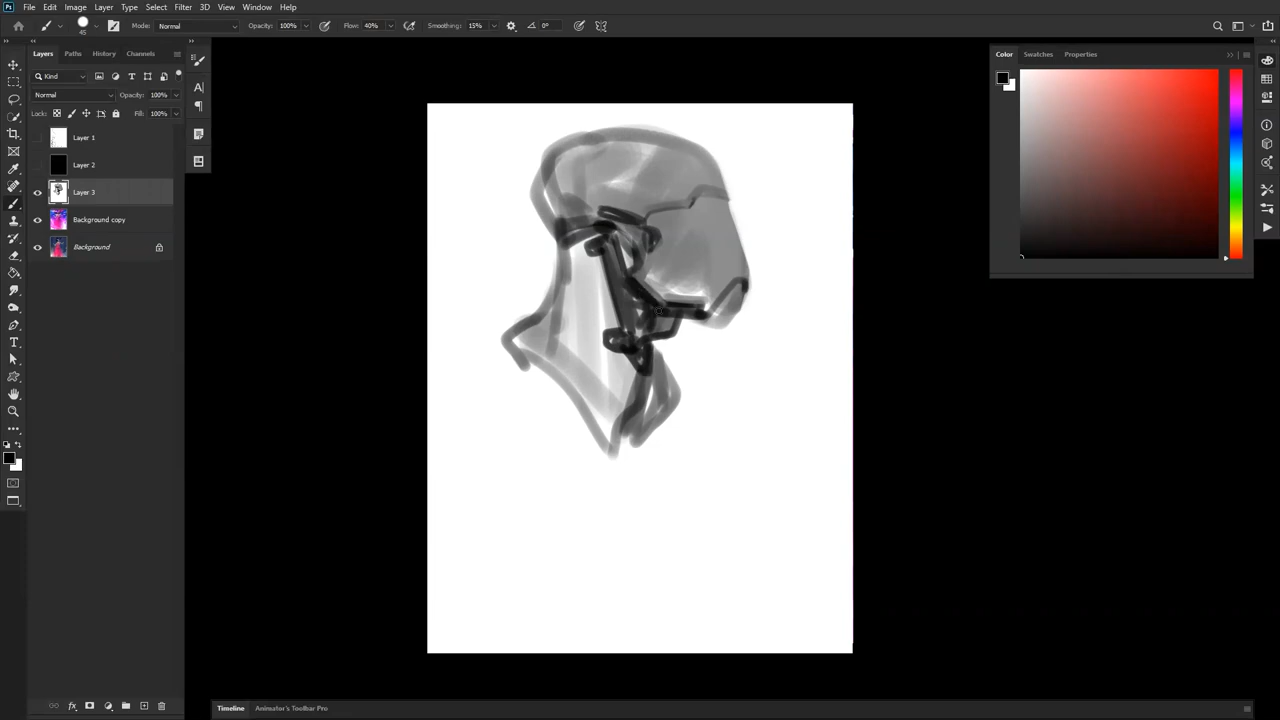 Ps File Edit Image Layer Type Select Filter 3D View Window Help
45 Mode: Normal Opacity: 100% Flow: 40% Smoothing: 15% 0°
Layers Paths History Channels
Kind
Normal Opacity: 100%
Lock: Fill: 100%
Layer 1
Layer 2
Layer 3
Background copy
Background
Color Swatches Properties
Timeline Animator's Toolbar Pro